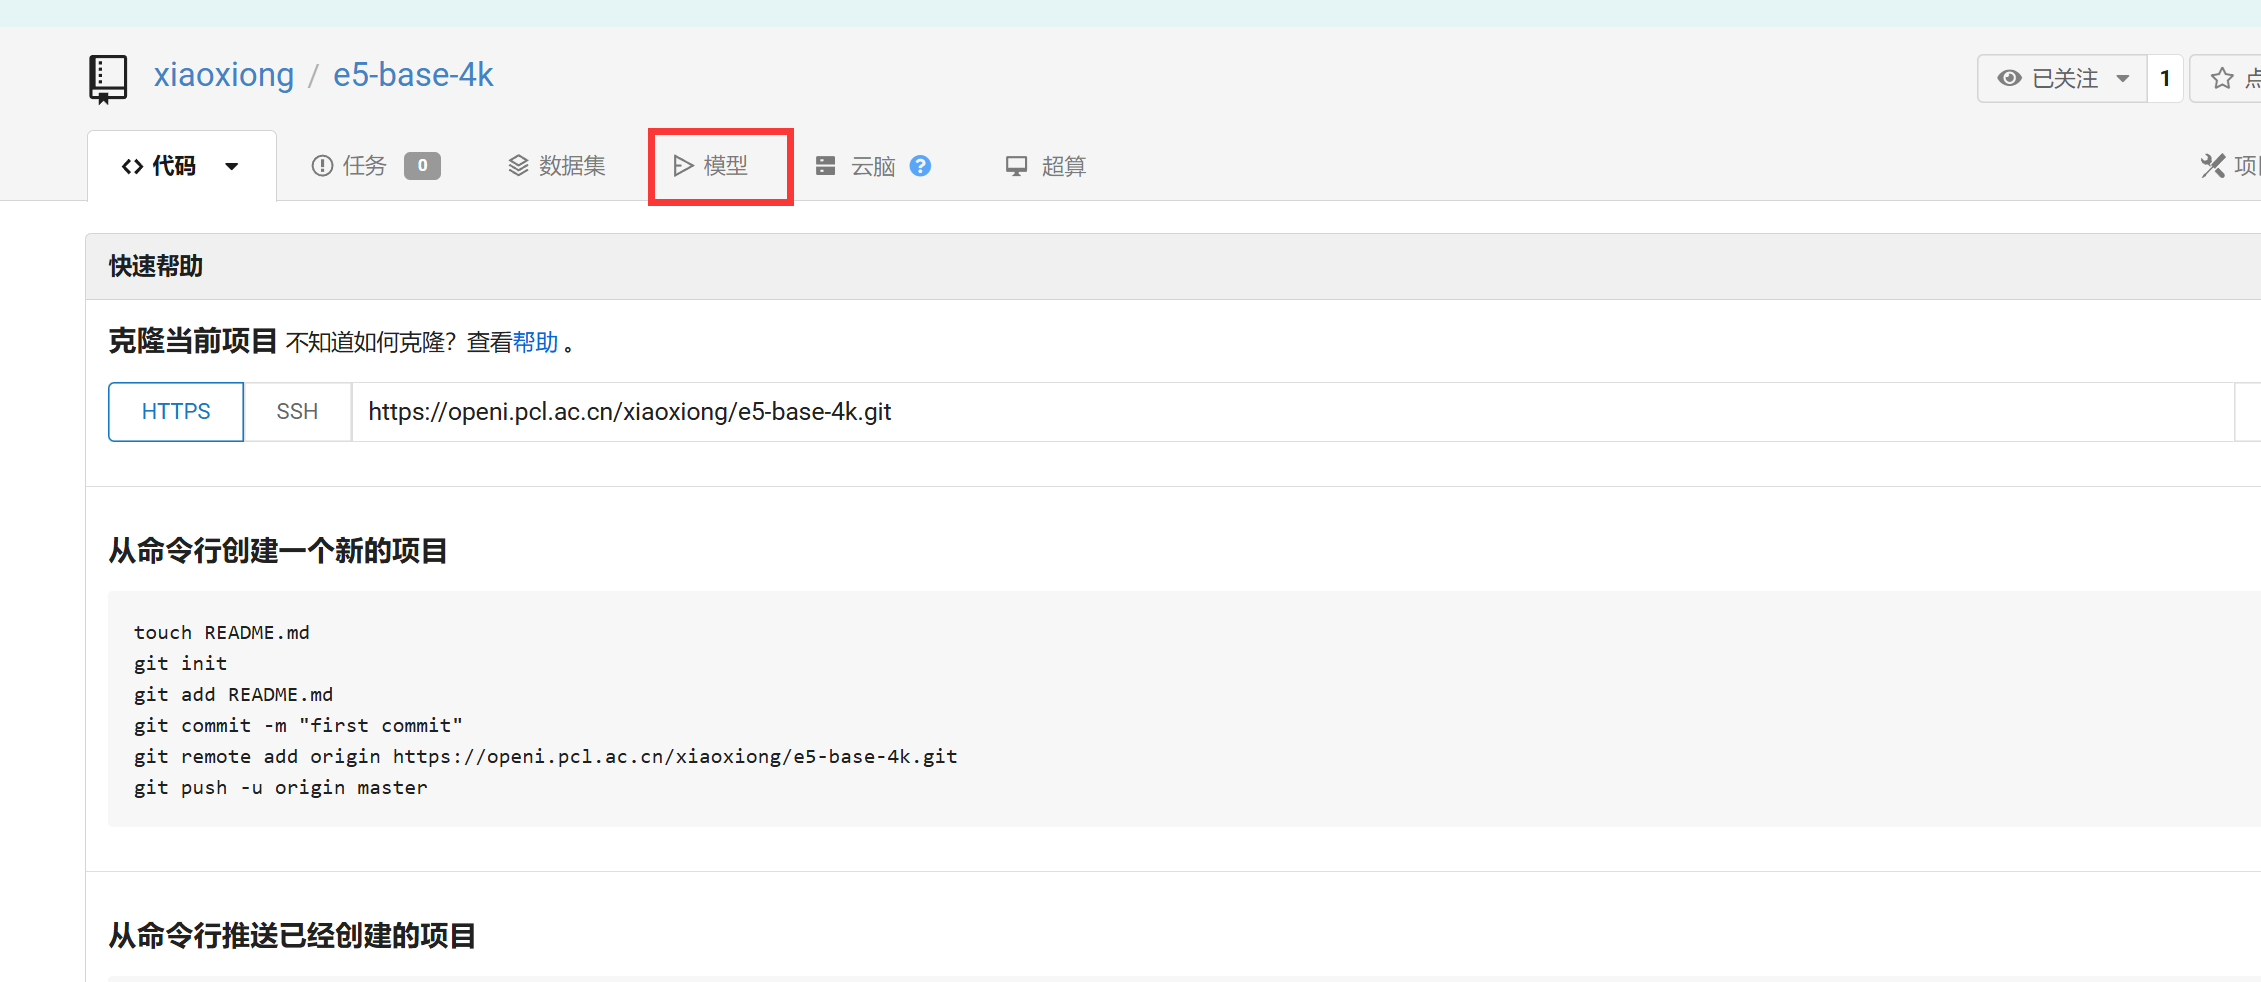 xiaoxiong / e5-base-4k
已关注 1 点
代码 任务 0 数据集 模型 云脑 ? 超算 项
快速帮助
克隆当前项目 不知道如何克隆？查看帮助 。
HTTPS SSH https://openi.pcl.ac.cn/xiaoxiong/e5-base-4k.git
从命令行创建一个新的项目
touch README.md
git init
git add README.md
git commit -m "first commit"
git remote add origin https://openi.pcl.ac.cn/xiaoxiong/e5-base-4k.git
git push -u origin master
从命令行推送已经创建的项目